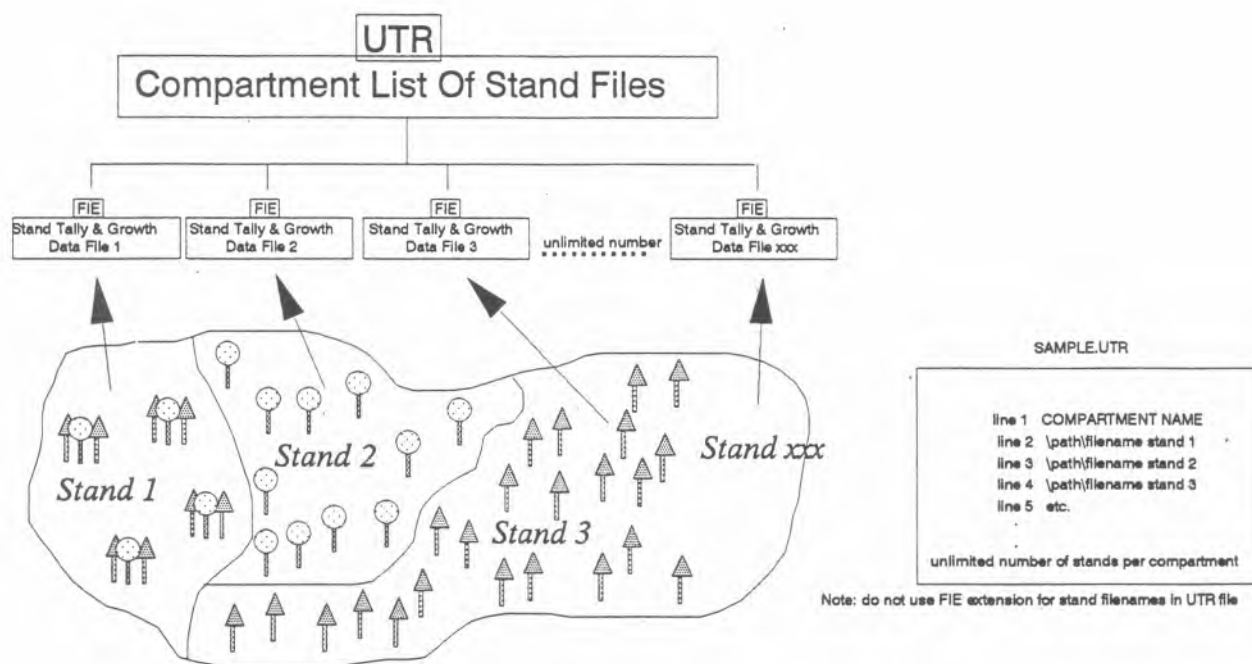 UTR
Compartment List Of Stand Files
FIE
Stand Tally & Growth
Data File 1
FIE
Stand Tally & Growth
Data File 2
FIE
Stand Tally & Growth
Data File 3
unlimited number
FIE
Stand Tally & Growth
Data File xxx
Stand 1
Stand 2
Stand 3
Stand xxx
SAMPLE.UTR
line 1 COMPARTMENT NAME
line 2 \path\filename stand 1
line 3 \path\filename stand 2
line 4 \path\filename stand 3
line 5 etc.
unlimited number of stands per compartment
Note: do not use FIE extension for stand filenames in UTR file